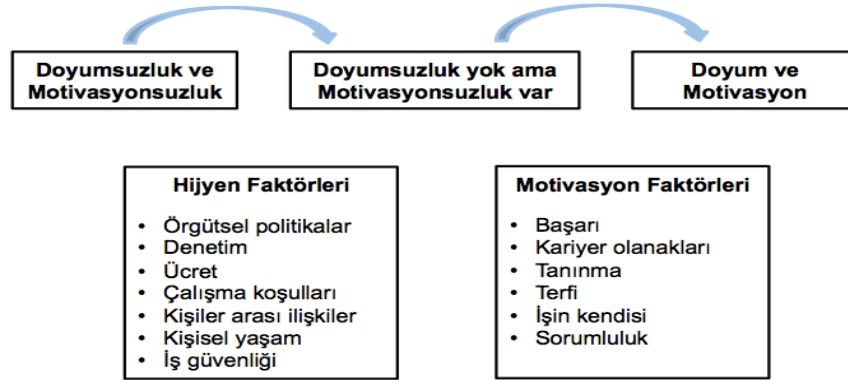 Doyumsuzluk ve
Motivasyonsuzluk
Doyumsuzluk yok ama
Motivasyonsuzluk var
Doyum ve
Motivasyon
Hijyen Faktörleri
• Örgütsel politikalar
• Denetim
• Ücret
• Çalışma koşulları
• Kişiler arası ilişkiler
• Kişisel yaşam
• İş güvenliği
Motivasyon Faktörleri
• Başarı
• Kariyer olanakları
• Tanınma
• Terfi
• İşin kendisi
• Sorumluluk